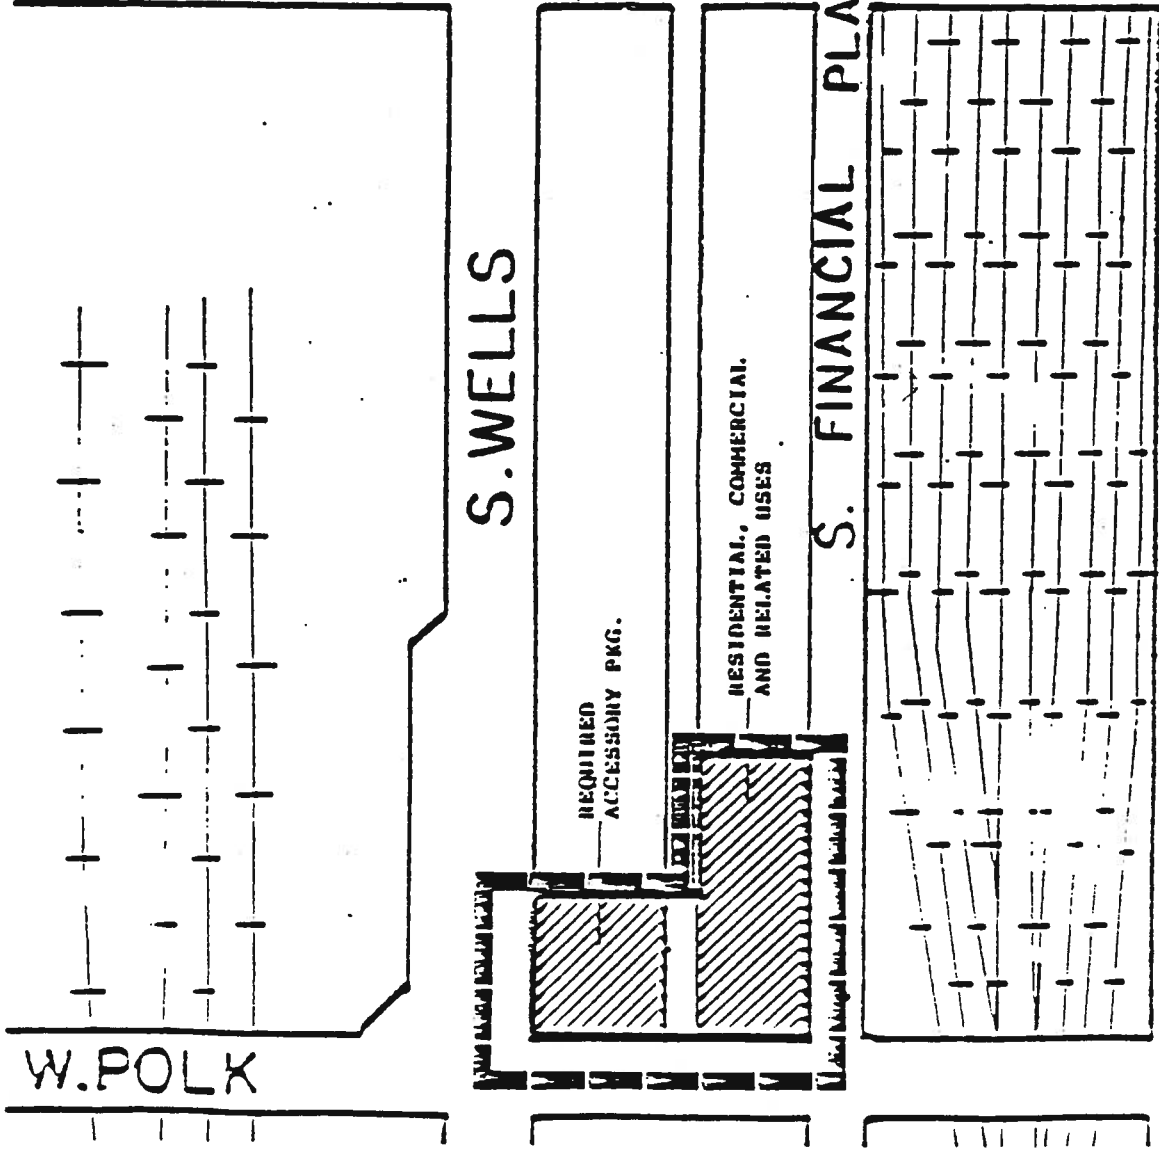 S. FINANCIAL PLA
S.WELLS
RESIDENTIAL, COMMERCIAL
AND RELATED USES
REQUIRED
ACCESSORY PKG.
W.POLK